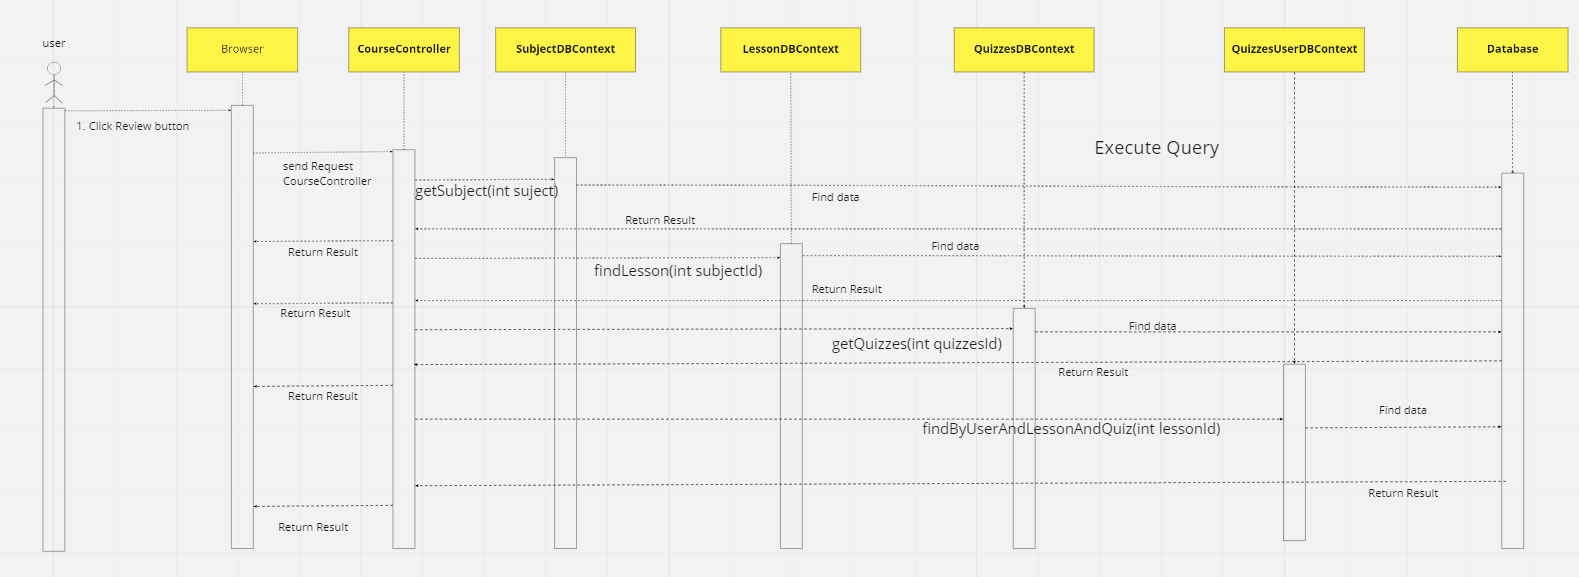 user
Browser
CourseController
SubjectDBContext
LessonDBContext
QuizzesDBContext
QuizzesUserDBContext
Database
1. Click Review button
Execute Query
send Request
CourseController
getSubject(int suject)
Find data
Return Result
Return Result
Find data
findLesson(int subjectId)
Return Result
Return Result
Find data
getQuizzes(int quizzesId)
Return Result
Return Result
Find data
findByUserAndLessonAndQuiz(int lessonId)
Return Result
Return Result